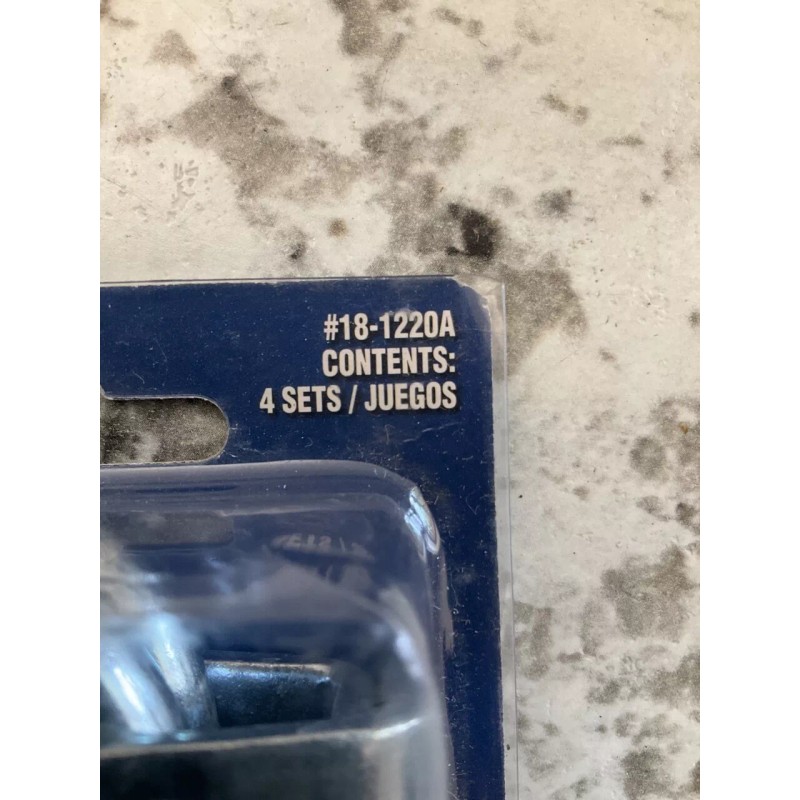 #18-1220A
CONTENTS:
4 SETS / JUEGOS